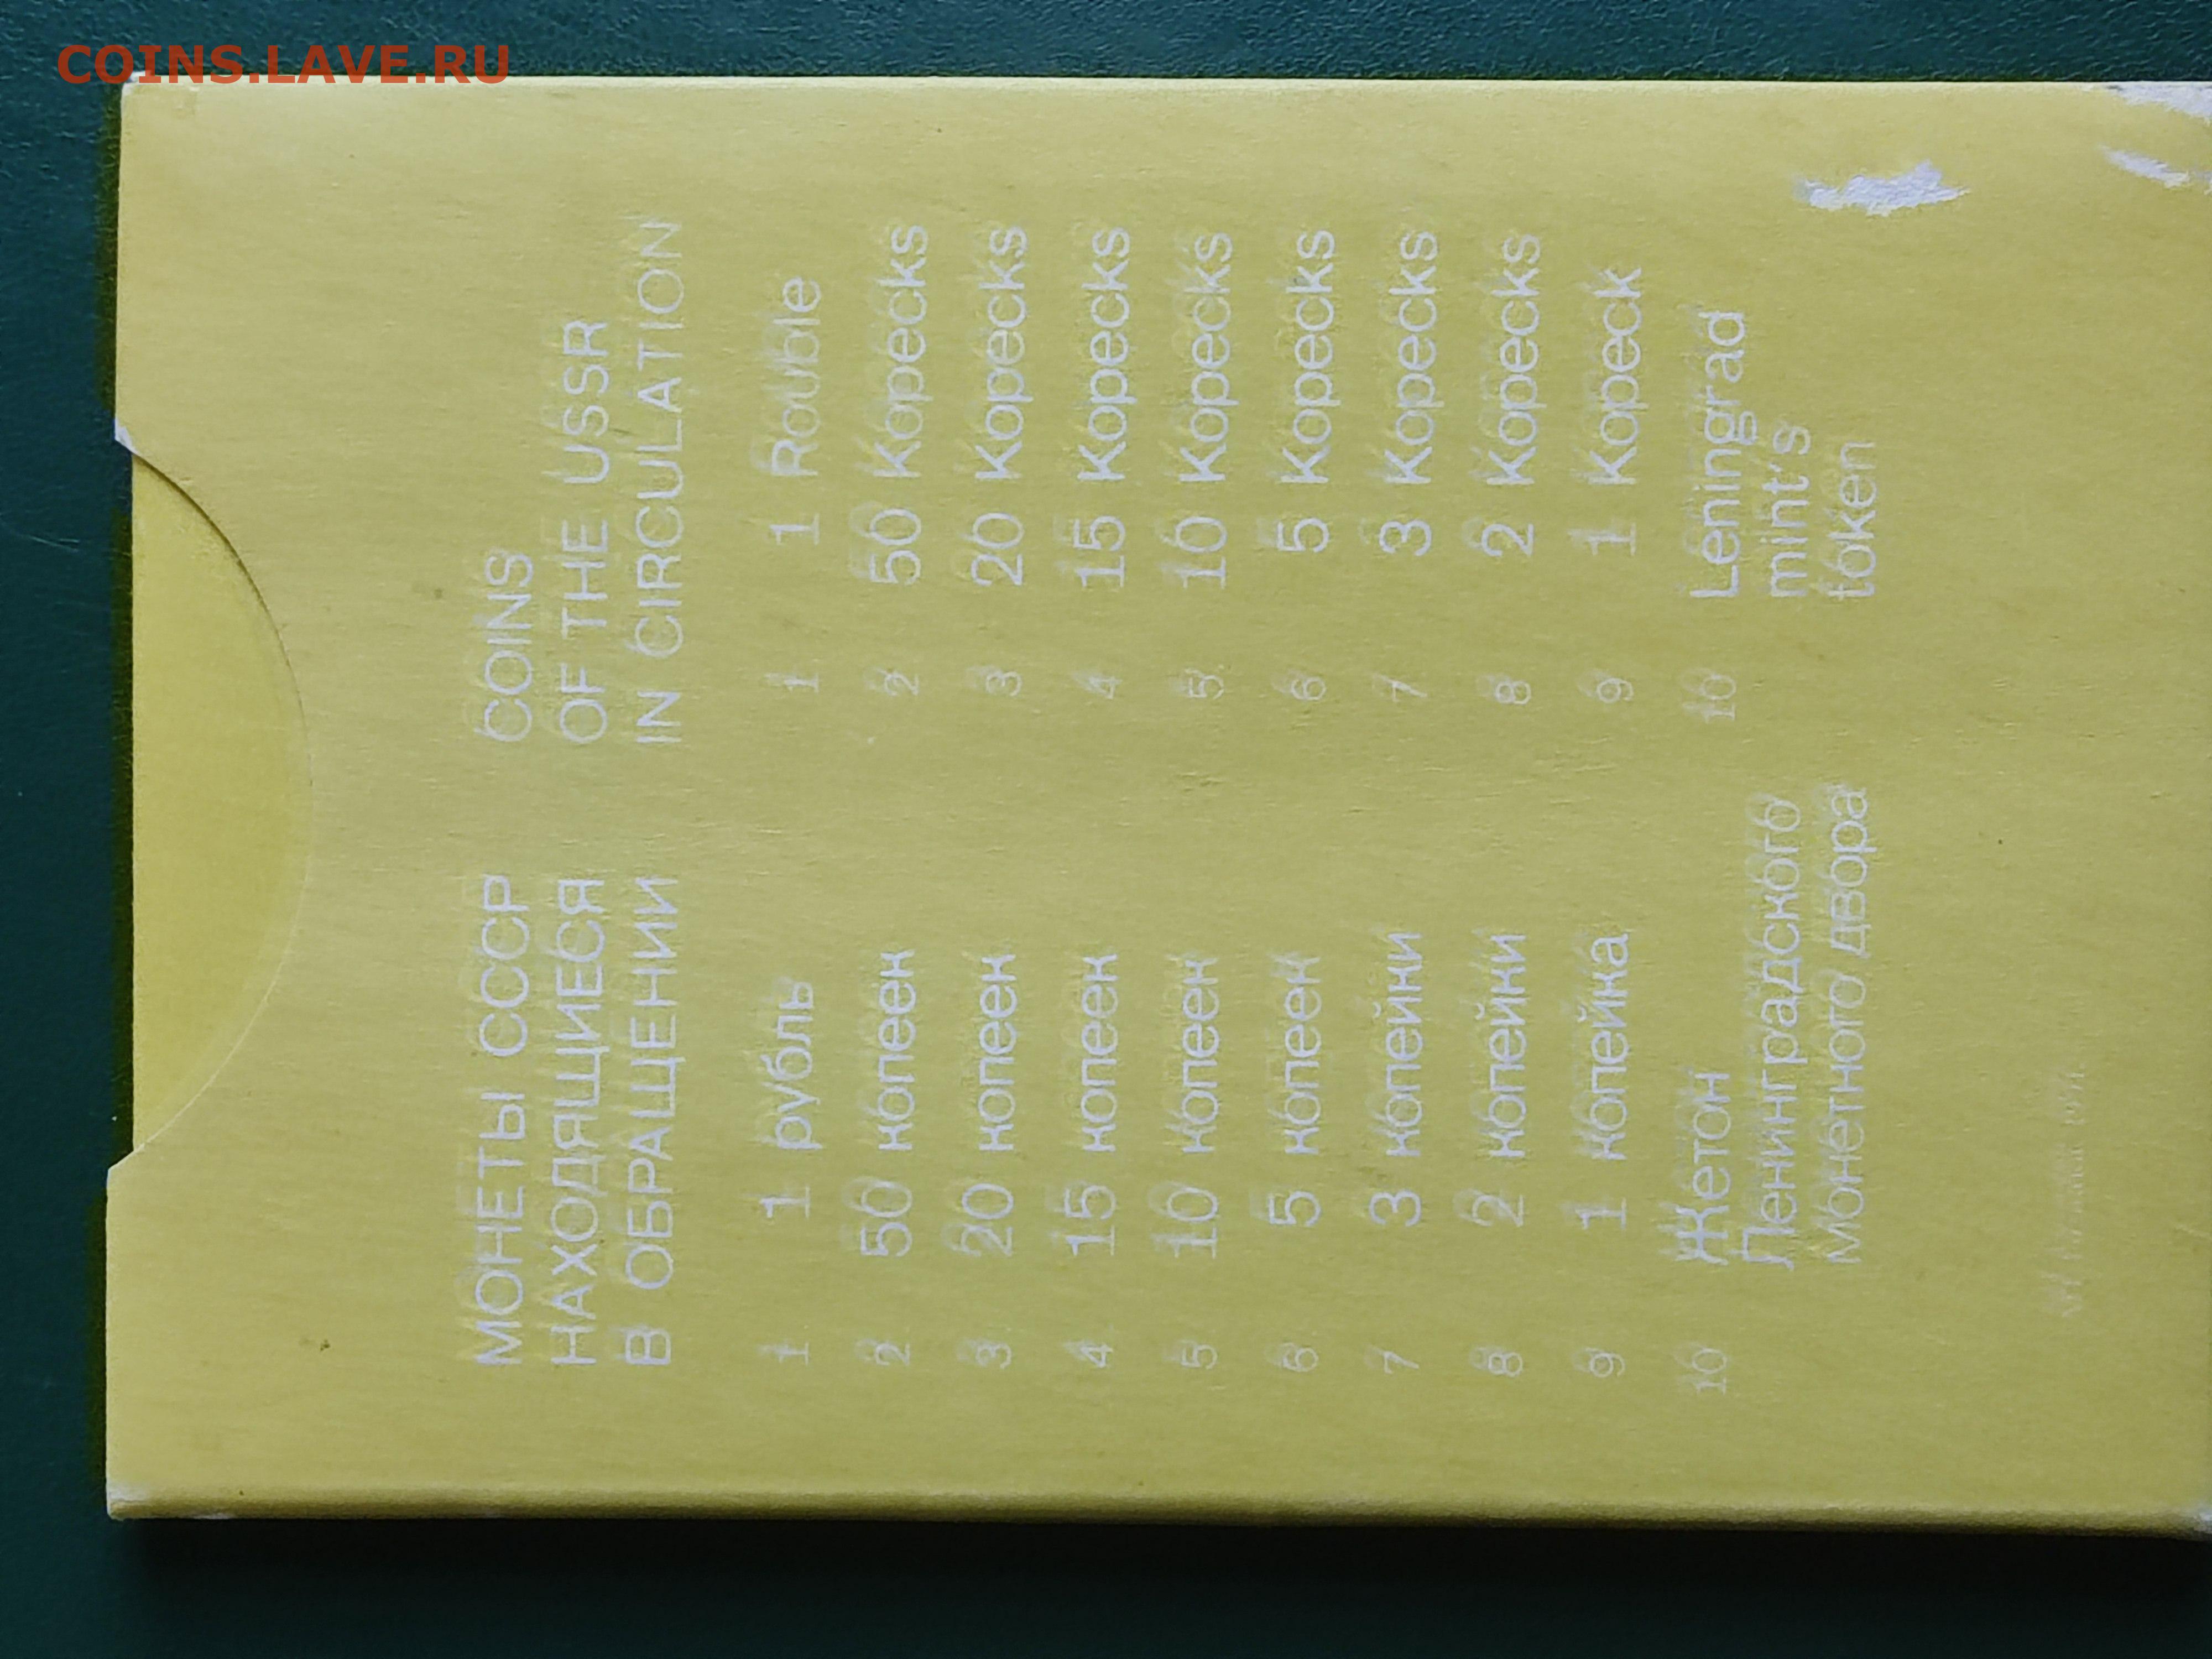 COINS.LAVE.RU
МОНЕТЫ СССР
НАХОДЯЩИЕСЯ
В ОБРАЩЕНИИ
1 1 рубль
2 50 копеек
3 20 копеек
4 15 копеек
5 10 копеек
6 5 копеек
7 3 копейки
8 2 копейки
9 1 копейка
10 Жетон
Ленинградского
Монетного двора
COINS
OF THE USSR
IN CIRCULATION
1 1 Rouble
2 50 Kopecks
3 20 Kopecks
4 15 Kopecks
5 10 Kopecks
6 5 Kopecks
7 3 Kopecks
8 2 Kopecks
9 1 Kopeck
10 Leningrad
mint's
token